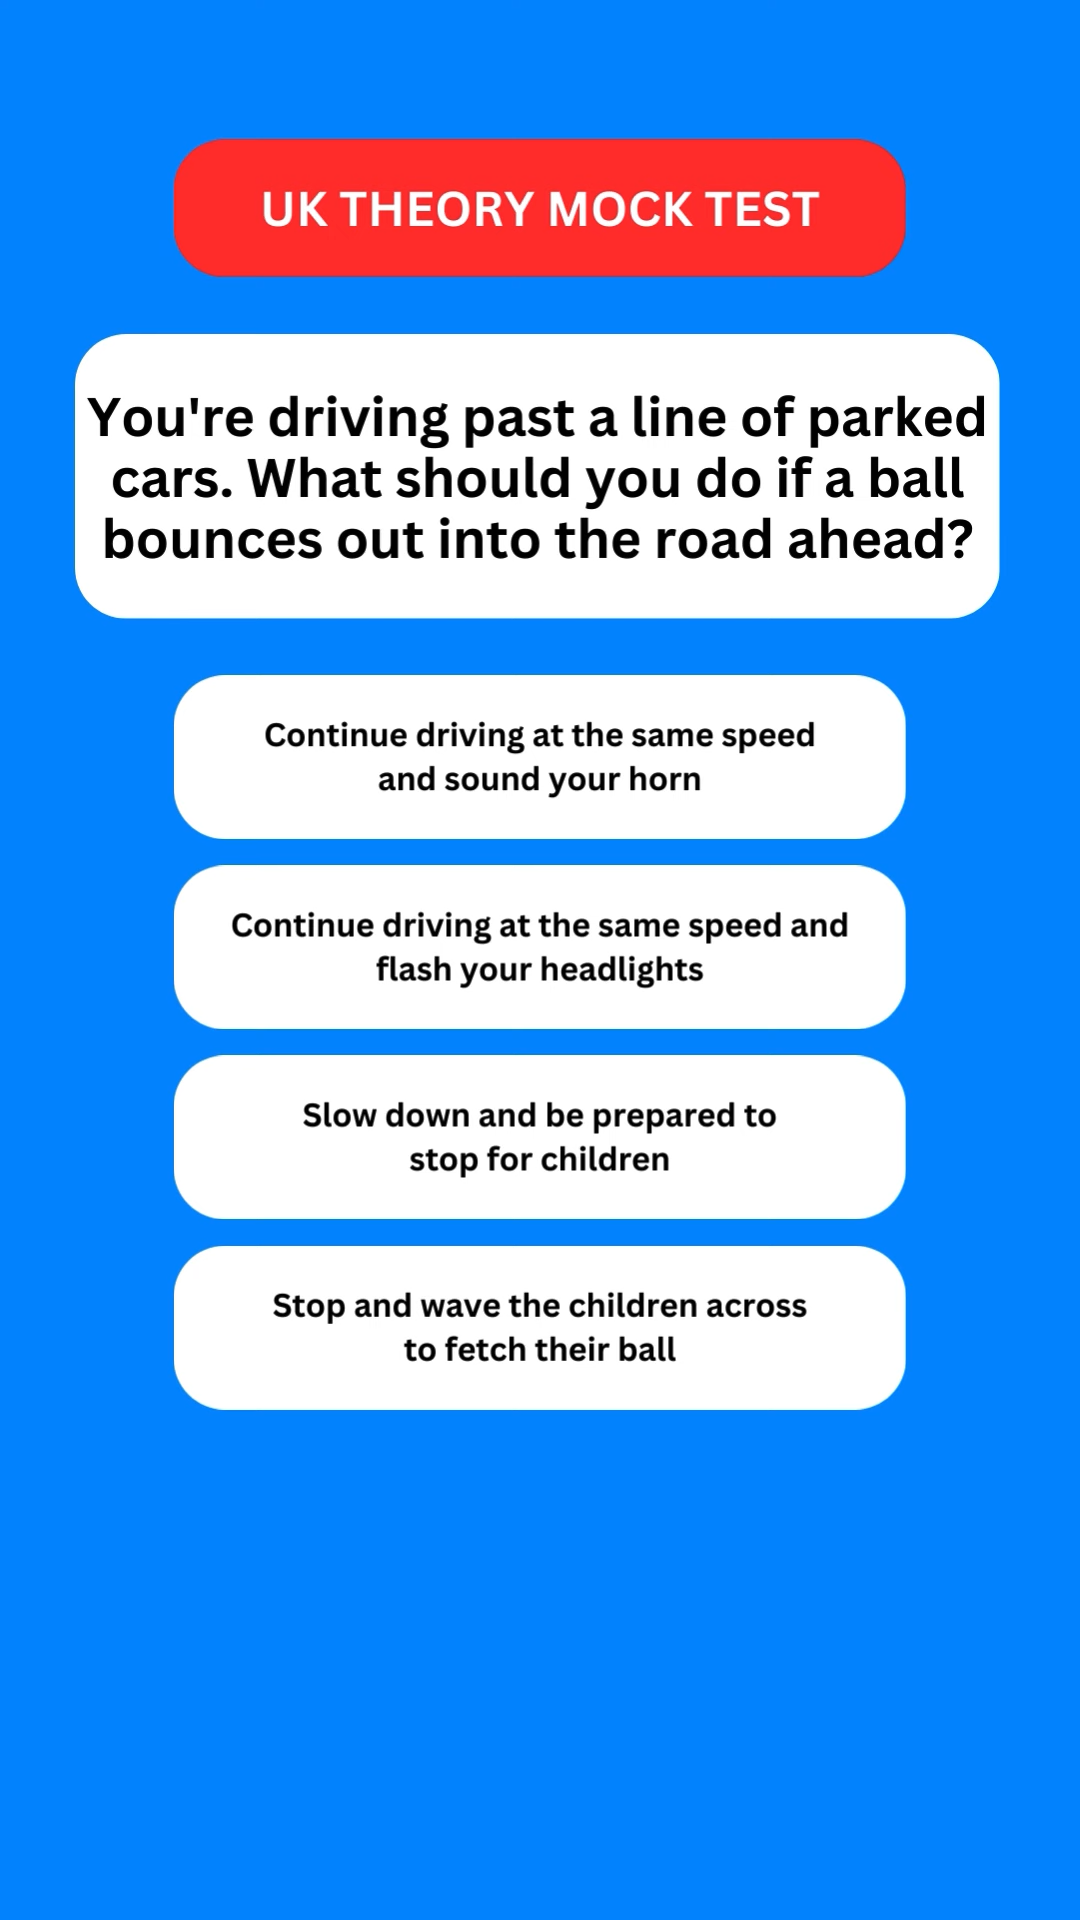 UK THEORY MOCK TEST
You're driving past a line of parked
cars. What should you do if a ball
bounces out into the road ahead?
Continue driving at the same speed
and sound your horn
Continue driving at the same speed and
flash your headlights
Slow down and be prepared to
stop for children
Stop and wave the children across
to fetch their ball